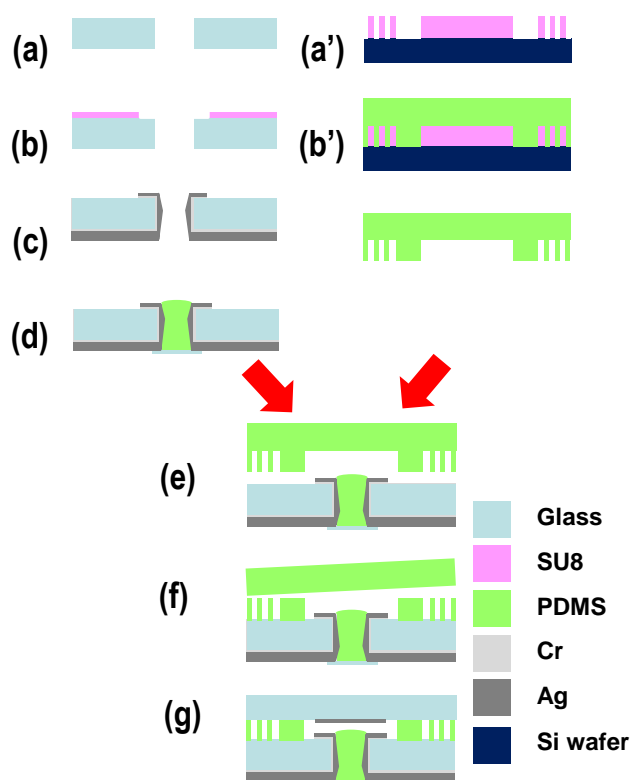 (a)
(a')
(b)
(b')
(c)
(d)
(e)
(f)
(g)
Glass
SU8
PDMS
Cr
Ag
Si wafer